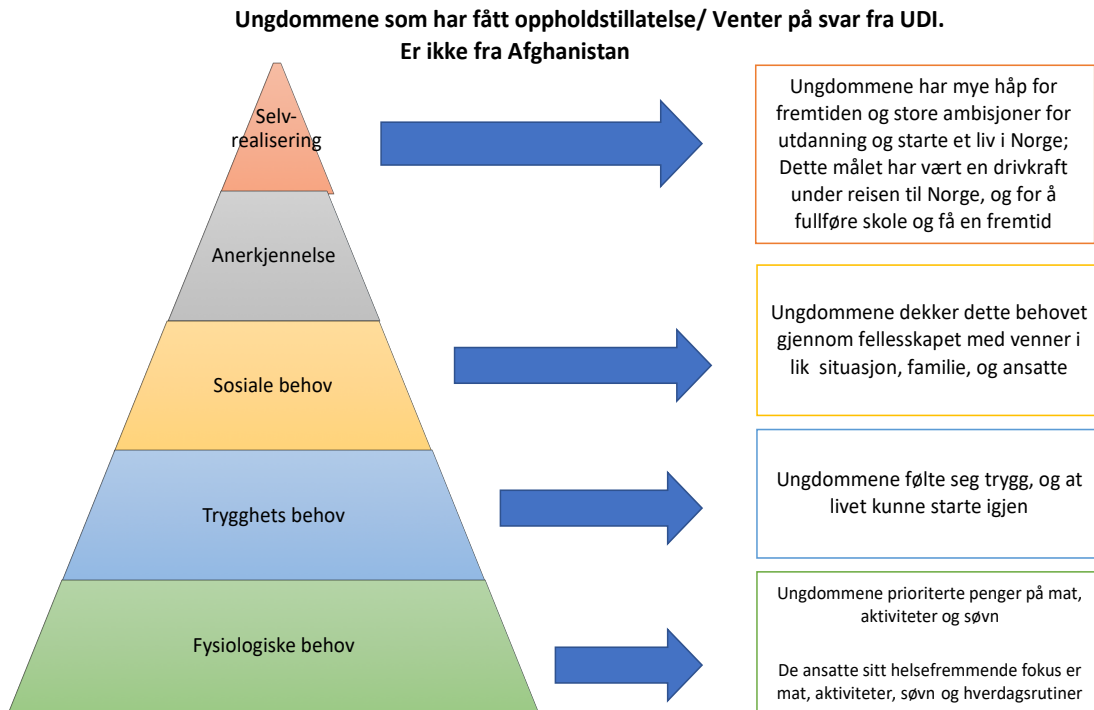 Ungdommene som har fått oppholdstillatelse/ Venter på svar fra UDI.
Er ikke fra Afghanistan
Selv-
realisering
Ungdommene har mye håp for
fremtiden og store ambisjoner for
utdanning og starte et liv i Norge;
Dette målet har vært en drivkraft
under reisen til Norge, og for å
fullføre skole og få en fremtid
Anerkjennelse
Sosiale behov
Ungdommene dekker dette behovet
gjennom fellesskapet med venner i
lik situasjon, familie, og ansatte
Trygghets behov
Ungdommene følte seg trygg, og at
livet kunne starte igjen
Fysiologiske behov
Ungdommene prioriterte penger på mat,
aktiviteter og søvn
De ansatte sitt helsefremmende fokus er
mat, aktiviteter, søvn og hverdagsrutiner